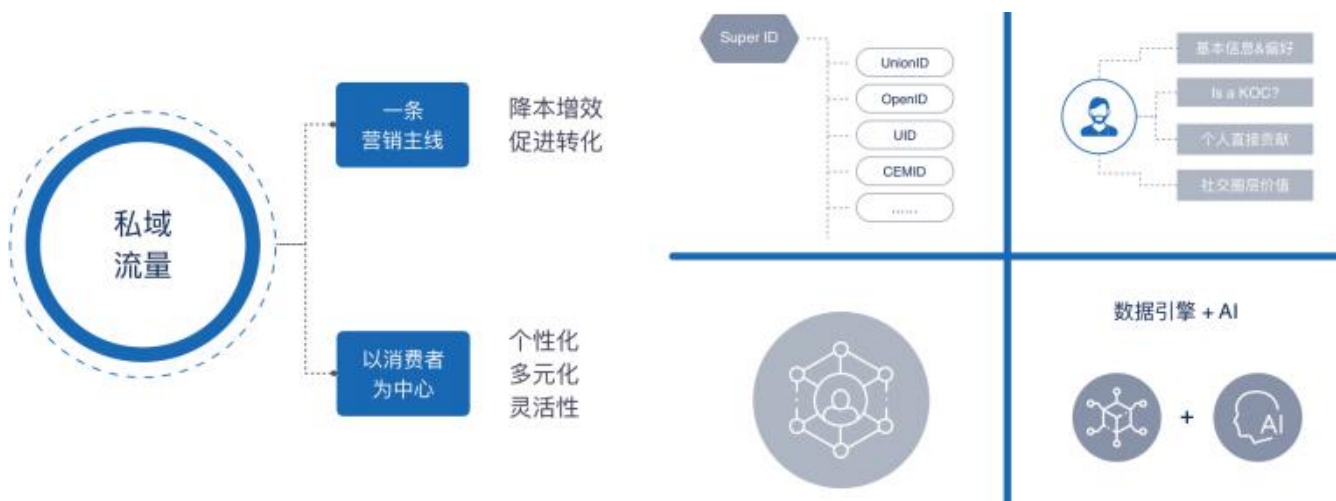 私域
流量
一条
营销主线
降本增效
促进转化
以消费者
为中心
个性化
多元化
灵活性
Super ID
UnionID
OpenID
UID
CEMID
......
基本信息&偏好
Is a KOC?
个人直接贡献
社交圈层价值
数据引擎 + AI
+
AI